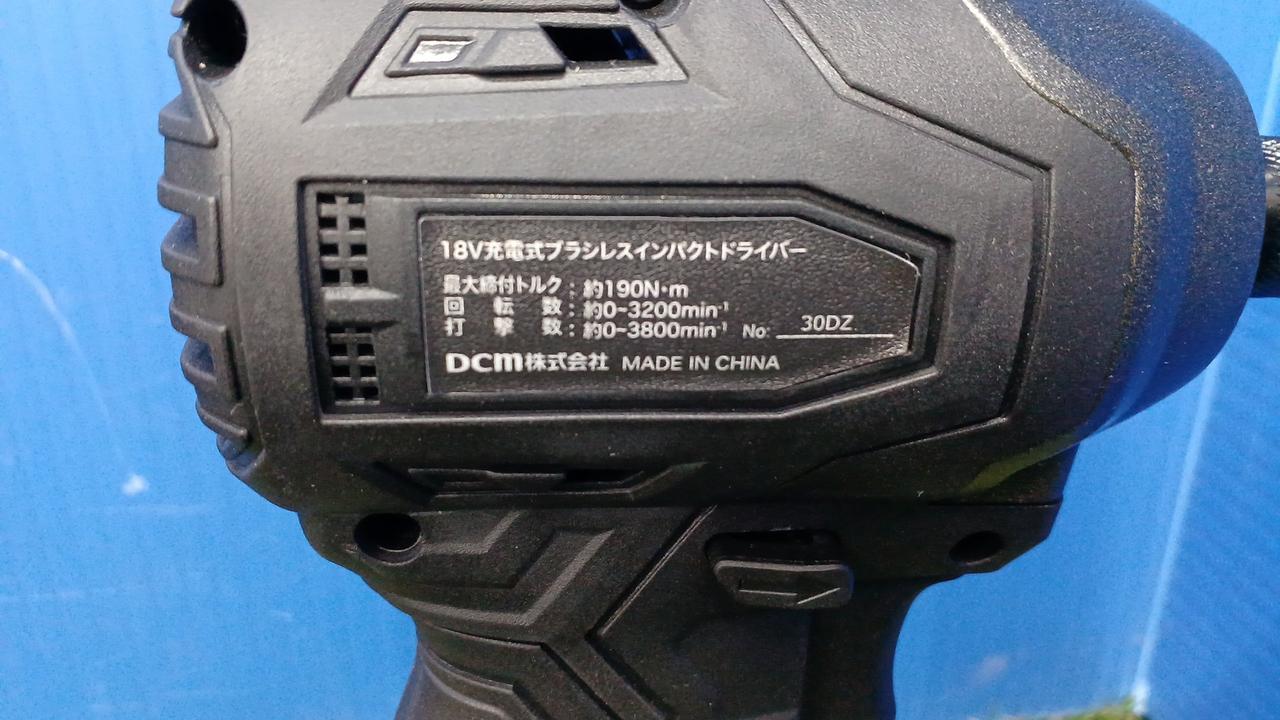 18V充電式ブラシレスインパクトドライバー
最大締付トルク：約190N・m
回転数：約0~3200min-¹
打撃数：約0~3800min-¹ No: 30DZ
DCM株式会社 MADE IN CHINA